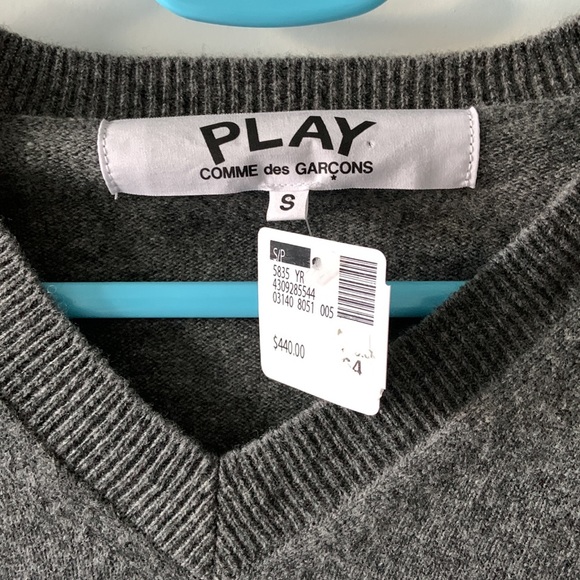 PLAY
COMME des GARÇONS
S
S/P
5835 YR
4309285544
03140 8051 005
$440.00